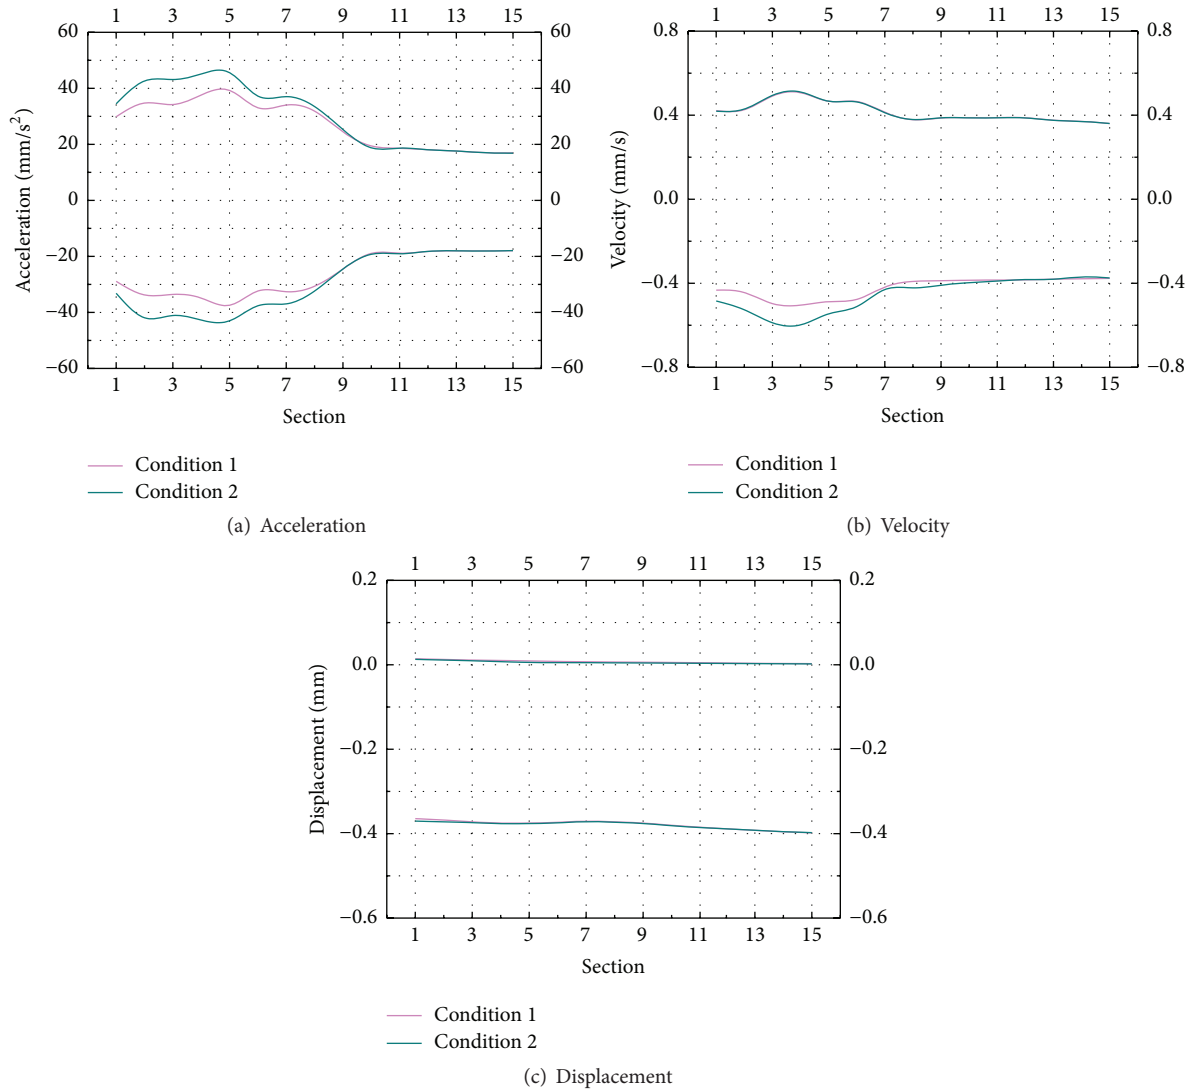 1 3 5 7 9 11 13 15
60 60
40 40
20 20
0 0
−20 −20
−40 −40
−60 −60
1 3 5 7 9 11 13 15
Acceleration (mm/s²)
Section
Condition 1
Condition 2
(a) Acceleration
1 3 5 7 9 11 13 15
0.8 0.8
0.4 0.4
0.0 0.0
−0.4 −0.4
−0.8 −0.8
1 3 5 7 9 11 13 15
Velocity (mm/s)
Section
Condition 1
Condition 2
(b) Velocity
1 3 5 7 9 11 13 15
0.2 0.2
0.0 0.0
−0.2 −0.2
−0.4 −0.4
−0.6 −0.6
1 3 5 7 9 11 13 15
Displacement (mm)
Section
Condition 1
Condition 2
(c) Displacement